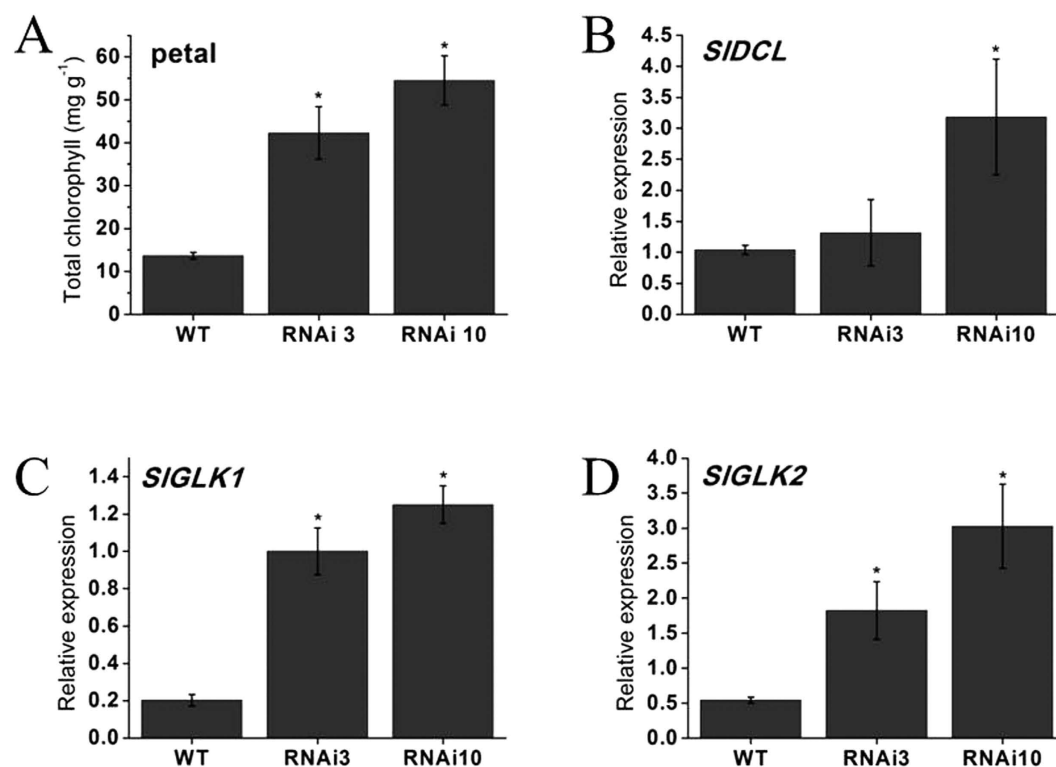 A
petal
Total chlorophyll (mg g⁻¹)
60
50
40
30
20
10
0
WT
RNAi 3
RNAi 10
*
*
B
SlDCL
Relative expression
4.5
4.0
3.5
3.0
2.5
2.0
1.5
1.0
0.5
0.0
WT
RNAi3
RNAi10
*
C
SlGLK1
Relative expression
1.4
1.2
1.0
0.8
0.6
0.4
0.2
0.0
WT
RNAi3
RNAi10
*
*
D
SlGLK2
Relative expression
4.0
3.5
3.0
2.5
2.0
1.5
1.0
0.5
0.0
WT
RNAi3
RNAi10
*
*